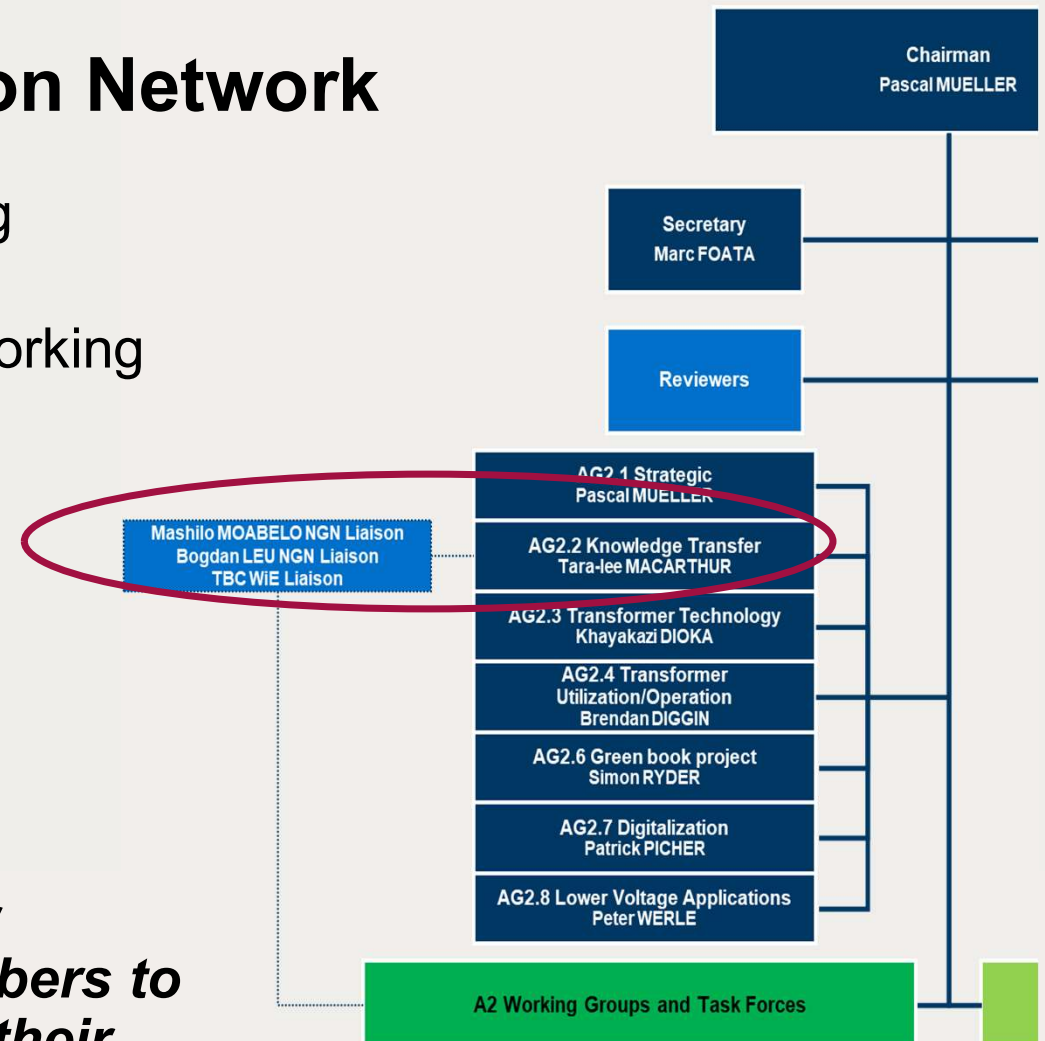 on Network
g
orking
bers to
their
Chairman
Pascal MUELLER
Secretary
Marc FOATA
Reviewers
AG2.1 Strategic
Pascal MUELLER
Mashilo MOABELO NGN Liaison
Bogdan LEU NGN Liaison
TBC WiE Liaison
AG2.2 Knowledge Transfer
Tara-lee MACARTHUR
AG2.3 Transformer Technology
Khayakazi DIOKA
AG2.4 Transformer
Utilization/Operation
Brendan DIGGIN
AG2.6 Green book project
Simon RYDER
AG2.7 Digitalization
Patrick PICHER
AG2.8 Lower Voltage Applications
Peter WERLE
A2 Working Groups and Task Forces